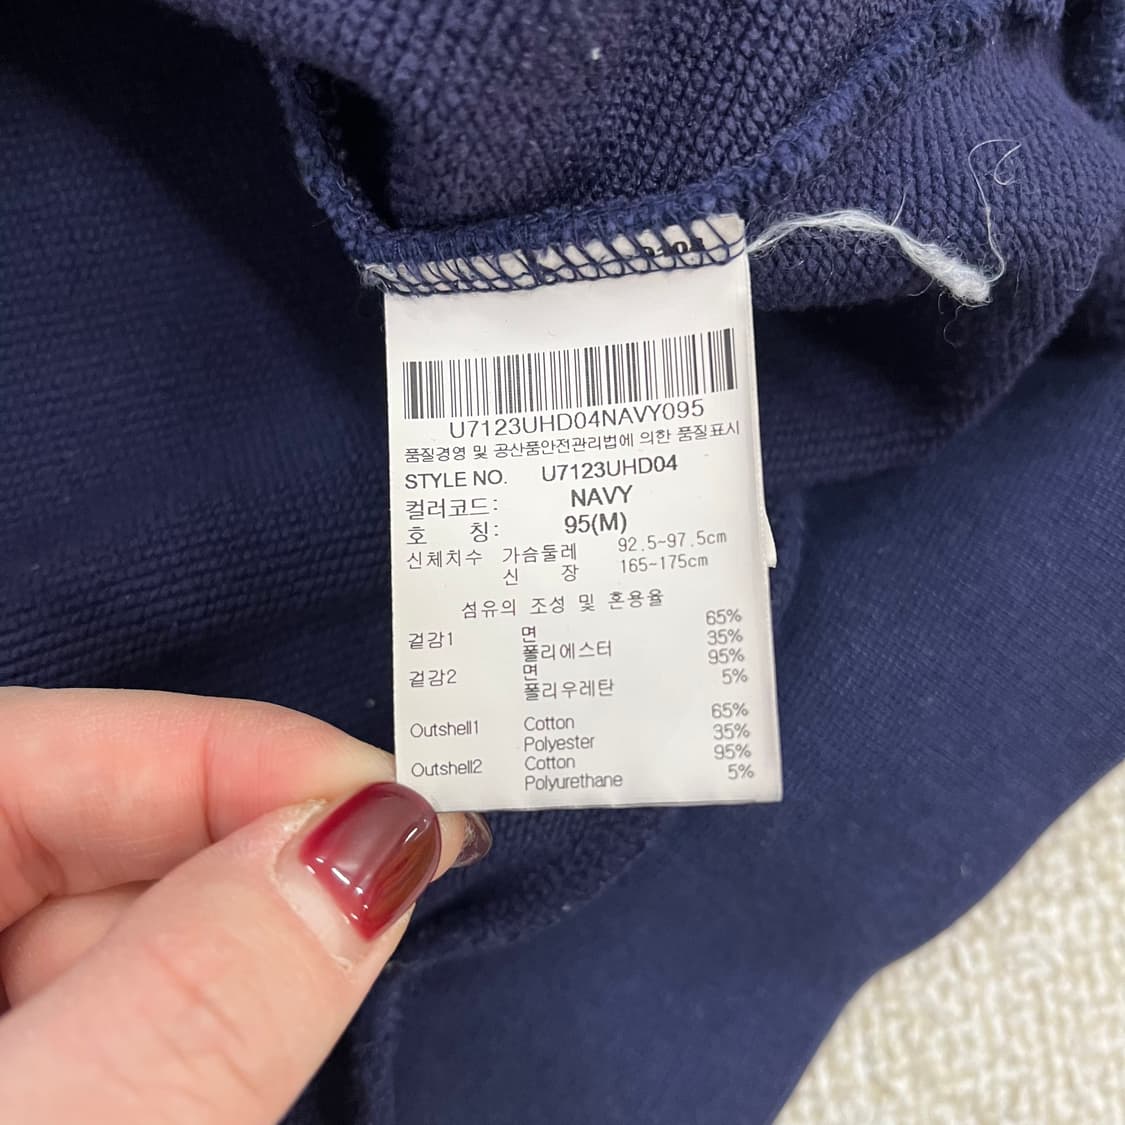 U7123UHD04NAVY095
품질경영 및 공산품안전관리법에 의한 품질표시
STYLE NO. U7123UHD04
컬러코드: NAVY
호 칭: 95(M)
신체치수 가슴둘레 92.5~97.5cm
신 장 165~175cm
섬유의 조성 및 혼용율
겉감1 면 65%
폴리에스터 35%
겉감2 면 95%
폴리우레탄 5%
Outshell1 Cotton 65%
Polyester 35%
Outshell2 Cotton 95%
Polyurethane 5%